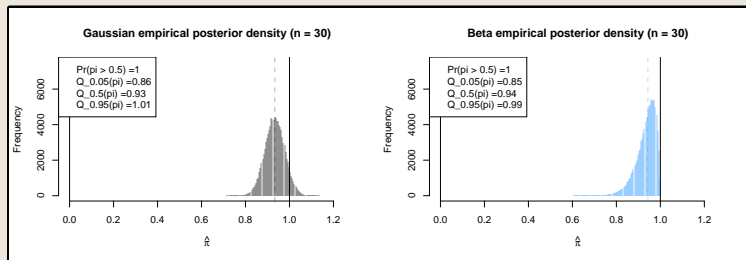 Gaussian empirical posterior density (n = 30)
Pr(pi > 0.5) =1
Q_0.05(pi) =0.86
Q_0.5(pi) =0.93
Q_0.95(pi) =1.01
Frequency
6000
4000
2000
0
0.0 0.2 0.4 0.6 0.8 1.0 1.2
π̂
Beta empirical posterior density (n = 30)
Pr(pi > 0.5) =1
Q_0.05(pi) =0.85
Q_0.5(pi) =0.94
Q_0.95(pi) =0.99
Frequency
6000
4000
2000
0
0.0 0.2 0.4 0.6 0.8 1.0 1.2
π̂